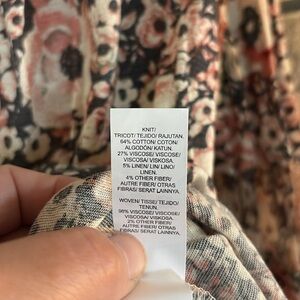 KNIT/
TRICOT/ TEJIDO/ RAJUTAN.
64% COTTON/ COTON/
ALGODÓN/ KATUN.
27% VISCOSE/ VISCOSE/
VISCOSA/ VISKOSA.
5% LINEN/ LIN/ LINO/
LINEN.
4% OTHER FIBER/
AUTRE FIBER/ OTRAS
FIBRAS/ SERAT LAINNYA.
WOVEN/ TISSE/ TEJIDO/
TENUN.
98% VISCOSE/ VISCOSE/
VISCOSA/ VISKOSA.
2% OTHER FIBER/
AUTRE FIBER/ OTRAS
FIBRAS/ SERAT LAINNYA.